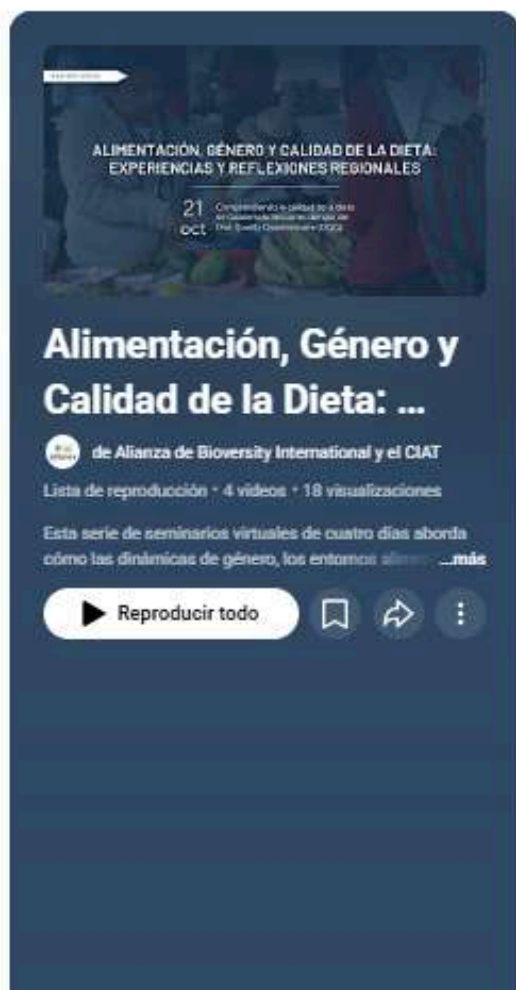 ALIMENTACIÓN, GÉNERO Y CALIDAD DE LA DIETA:
EXPERIENCIAS Y REFLEXIONES REGIONALES
21
oct
Alimentación, Género y
Calidad de la Dieta: ...
de Alianza de Bioversity International y el CIAT
Lista de reproducción • 4 videos • 18 visualizaciones
Esta serie de seminarios virtuales de cuatro días aborda
cómo las dinámicas de género, los entornos ...más
Reproducir todo